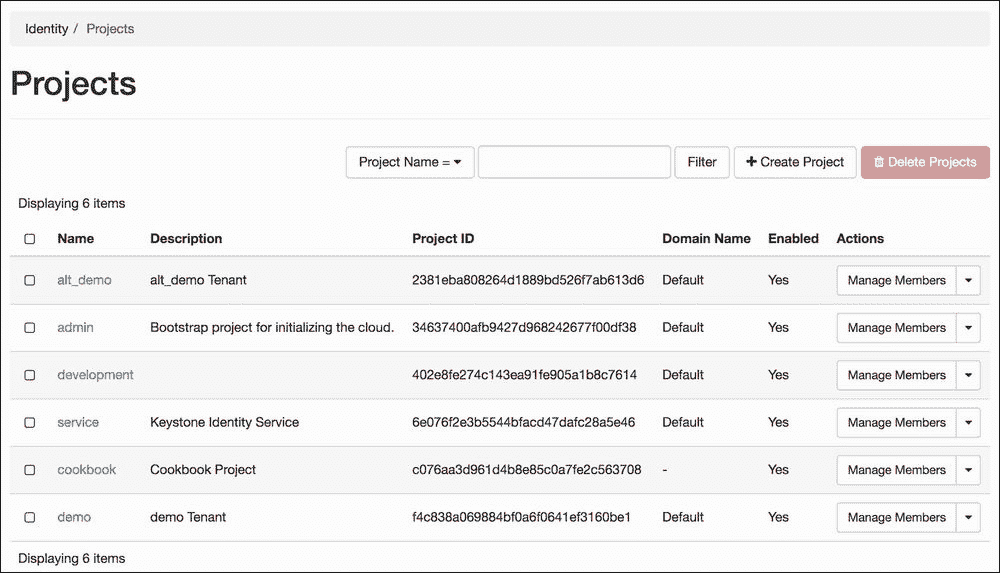 Identity / Projects
Projects
Project Name = Filter Create Project Delete Projects
Displaying 6 items
Name Description Project ID Domain Name Enabled Actions
alt_demo alt_demo Tenant 2381eba808264d1889bd526f7ab613d6 Default Yes Manage Members
admin Bootstrap project for initializing the cloud. 34637400afb9427d968242677f00df38 Default Yes Manage Members
development 402e8fe274c143ea91fe905a1b8c7614 Default Yes Manage Members
service Keystone Identity Service 6e076f2e3b5544bfacd47dafc28a5e46 Default Yes Manage Members
cookbook Cookbook Project c076aa3d961d4b8e85c0a7fe2c563708 - Yes Manage Members
demo demo Tenant f4c838a069884bf0a6f0641ef3160be1 Default Yes Manage Members
Displaying 6 items